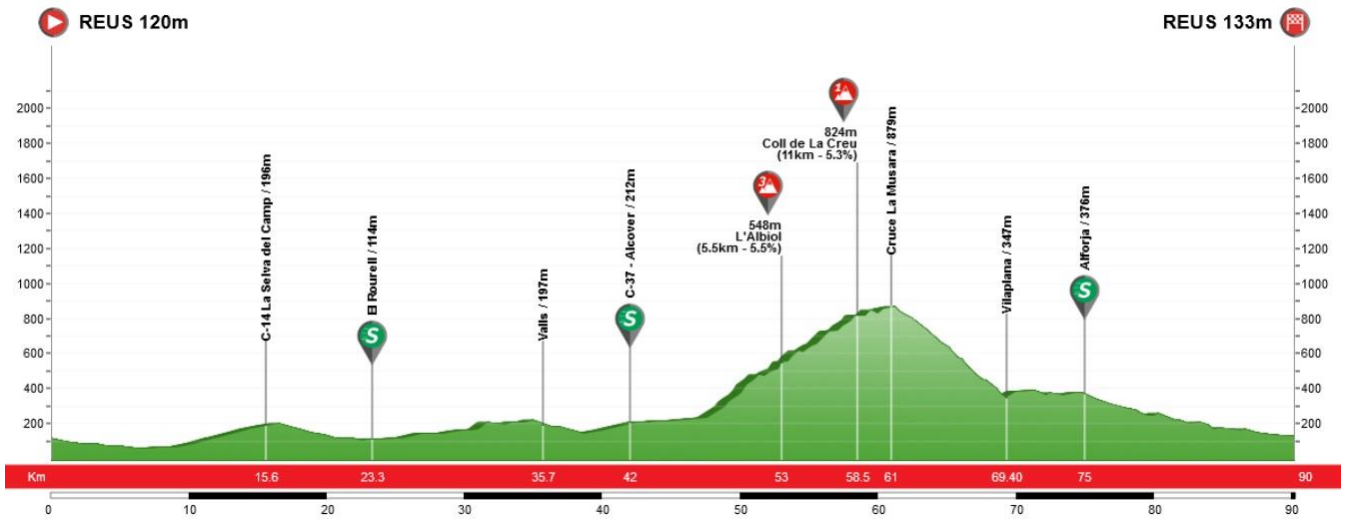 REUS 120m
REUS 133m
1
824m
Coll de La Creu
(11km - 5.3%)
3
548m
L'Albiol
(5.5km - 5.5%)
C-14 La Selva del Camp / 196m
El Rourell / 114m
S
Valls / 197m
C-37 - Alcover / 212m
S
Cruce La Musara / 879m
Vilaplana / 347m
Alforja / 376m
S
2000
1800
1600
1400
1200
1000
800
600
400
200
2000
1800
1600
1400
1200
1000
800
600
400
200
Km 15.6 23.3 35.7 42 53 58.5 61 69.40 75 90
0 10 20 30 40 50 60 70 80 90